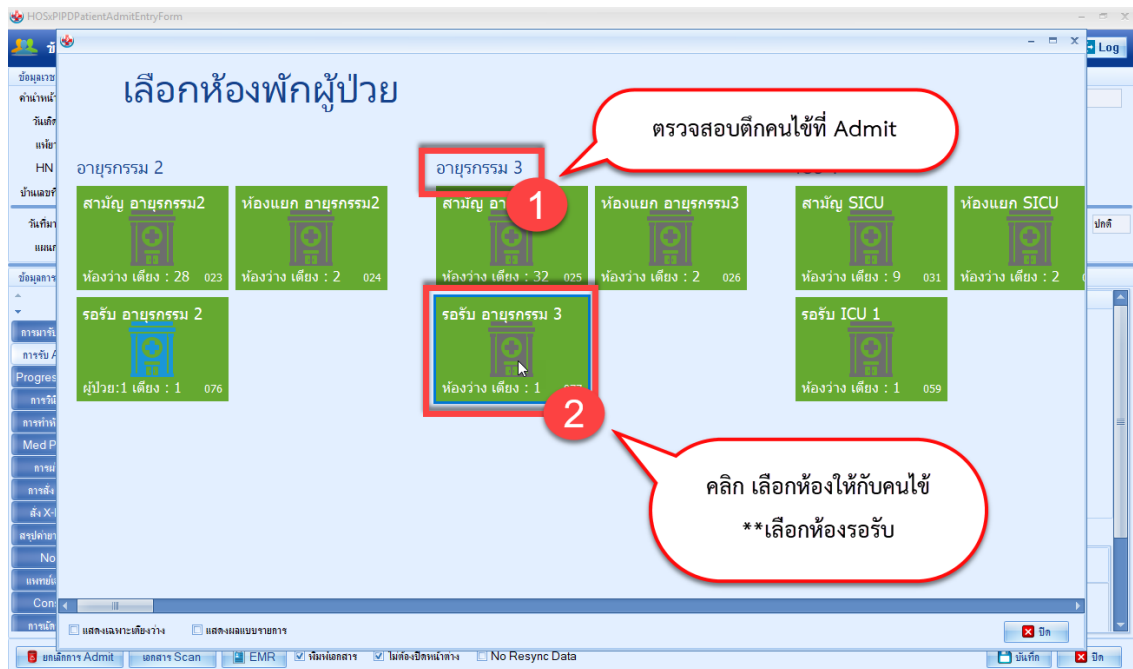 HOSxPIPDPatientAdmitEntryForm
Log
เลือกห้องพักผู้ป่วย
ตรวจสอบตึกคนไข้ที่ Admit
HN
อายุรกรรม 2
อายุรกรรม 3
1
สามัญ อายุรกรรม2
ห้องว่าง เตียง : 28 023
ห้องแยก อายุรกรรม2
ห้องว่าง เตียง : 2 024
สามัญ
ห้องว่าง เตียง : 32 025
ห้องแยก อายุรกรรม3
ห้องว่าง เตียง : 2 026
สามัญ SICU
ห้องว่าง เตียง : 9 031
ห้องแยก SICU
ห้องว่าง เตียง : 2
ปกติ
รอรับ อายุรกรรม 2
ผู้ป่วย:1 เตียง : 1 076
รอรับ อายุรกรรม 3
ห้องว่าง เตียง : 1
2
รอรับ ICU 1
ห้องว่าง เตียง : 1 059
คลิก เลือกห้องให้กับคนไข้
**เลือกห้องรอรับ
แสดงเฉพาะเตียงว่าง
แสดงผลแบบรายการ
ปิด
ยกเลิกการ Admit
เอกสาร Scan
EMR
พิมพ์เอกสาร
ไม่ต้องปิดหน้าต่าง
No Resync Data
บันทึก
ปิด